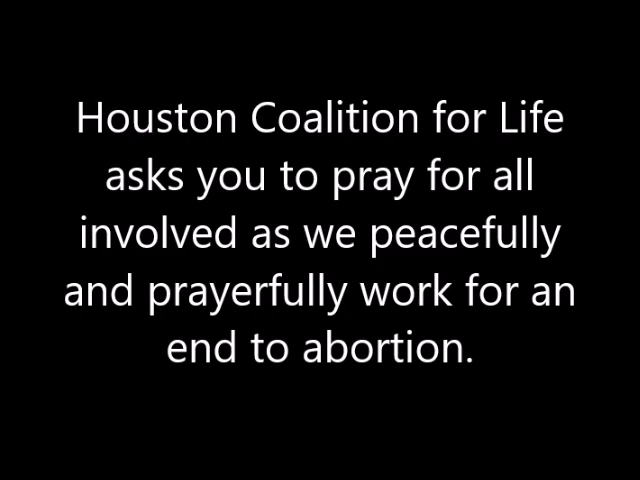 Houston Coalition for Life
asks you to pray for all
involved as we peacefully
and prayerfully work for an
end to abortion.